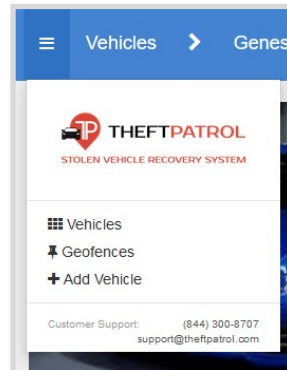 Vehicles Genes
THEFTPATROL
STOLEN VEHICLE RECOVERY SYSTEM
Vehicles
Geofences
Add Vehicle
Customer Support: (844) 300-8707
support@theftpatrol.com